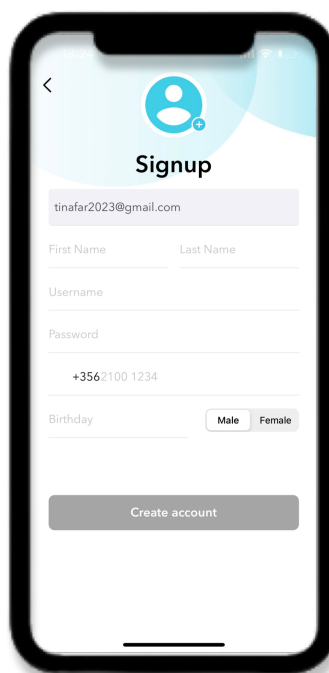 Signup
tinafar2023@gmail.com
First Name Last Name
Username
Password
+3562100 1234
Birthday Male Female
Create account